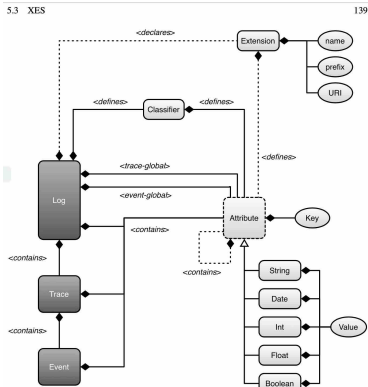 5.3 XES 139
<declares>
Extension
name
prefix
URI
<defines>
Classifier
<defines>
<defines>
<trace-global>
Log
<event-global>
Attribute
Key
<contains>
<contains>
<contains>
String
Trace
Date
<contains>
Int
Value
Float
Event
Boolean